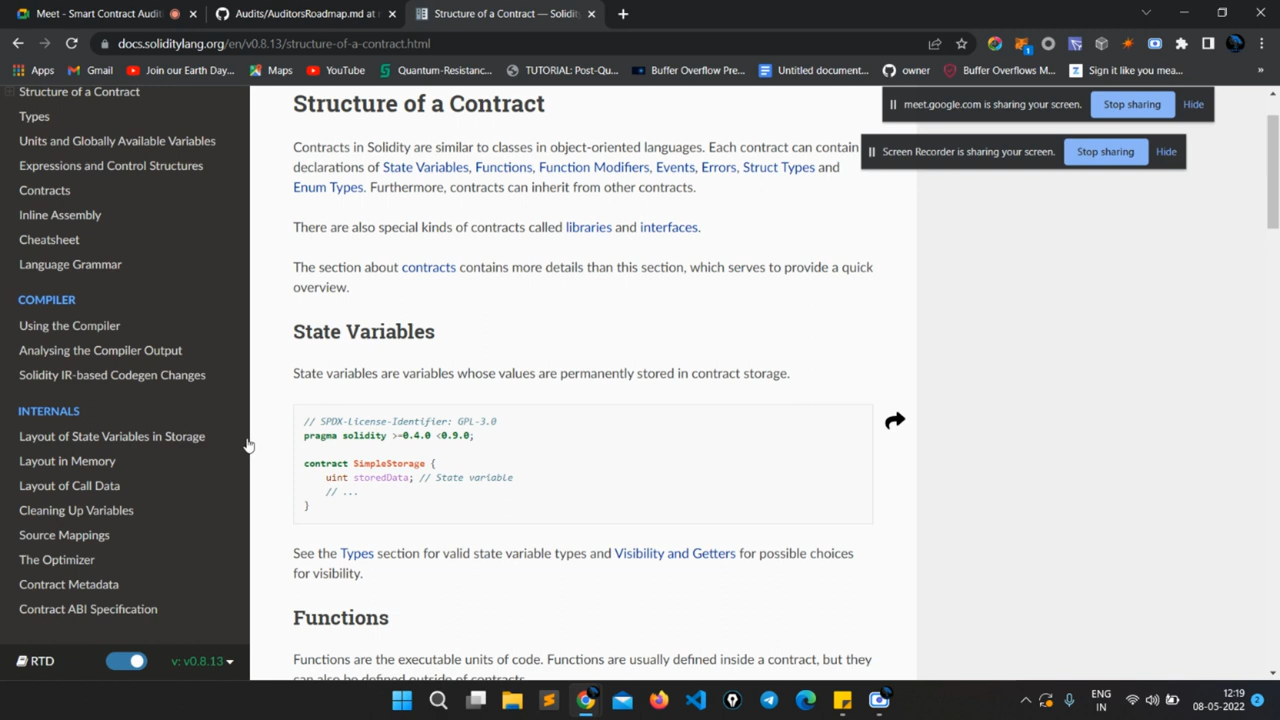 Meet - Smart Contract Audit
Audits/AuditorsRoadmap.md at
Structure of a Contract — Solidity
docs.soliditylang.org/en/v0.8.13/structure-of-a-contract.html
Apps
Gmail
Join our Earth Day...
Maps
YouTube
Quantum-Resistanc...
TUTORIAL: Post-Qu...
Buffer Overflow Pre...
Untitled document...
owner
Buffer Overflows M...
Sign it like you mea...
»
meet.google.com is sharing your screen.
Stop sharing
Hide
Screen Recorder is sharing your screen.
Stop sharing
Hide
Structure of a Contract
Types
Units and Globally Available Variables
Expressions and Control Structures
Contracts
Inline Assembly
Cheatsheet
Language Grammar
COMPILER
Using the Compiler
Analysing the Compiler Output
Solidity IR-based Codegen Changes
INTERNALS
Layout of State Variables in Storage
Layout in Memory
Layout of Call Data
Cleaning Up Variables
Source Mappings
The Optimizer
Contract Metadata
Contract ABI Specification
RTD
v: v0.8.13
Structure of a Contract
Contracts in Solidity are similar to classes in object-oriented languages. Each contract can contain
declarations of State Variables, Functions, Function Modifiers, Events, Errors, Struct Types and
Enum Types. Furthermore, contracts can inherit from other contracts.
There are also special kinds of contracts called libraries and interfaces.
The section about contracts contains more details than this section, which serves to provide a quick
overview.
State Variables
State variables are variables whose values are permanently stored in contract storage.
// SPDX-License-Identifier: GPL-3.0
pragma solidity >=0.4.0 <0.9.0;
contract SimpleStorage {
uint storedData; // State variable
// ...
}
See the Types section for valid state variable types and Visibility and Getters for possible choices
for visibility.
Functions
Functions are the executable units of code. Functions are usually defined inside a contract, but they
can also be defined outside of contracts.
1
ENG
IN
12:19
08-05-2022
2